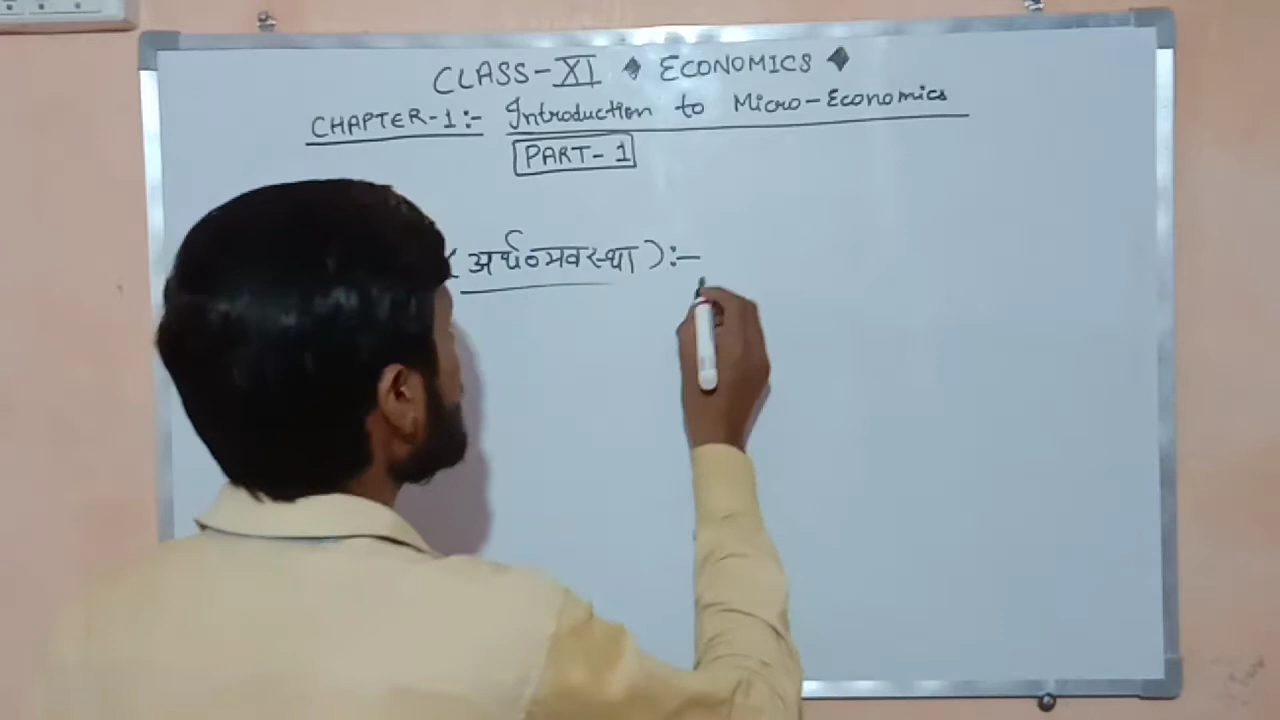 CLASS-XI ◆ ECONOMICS ◆
CHAPTER-1:- Introduction to Micro-Economics
PART-1
(अर्थव्यवस्था):-